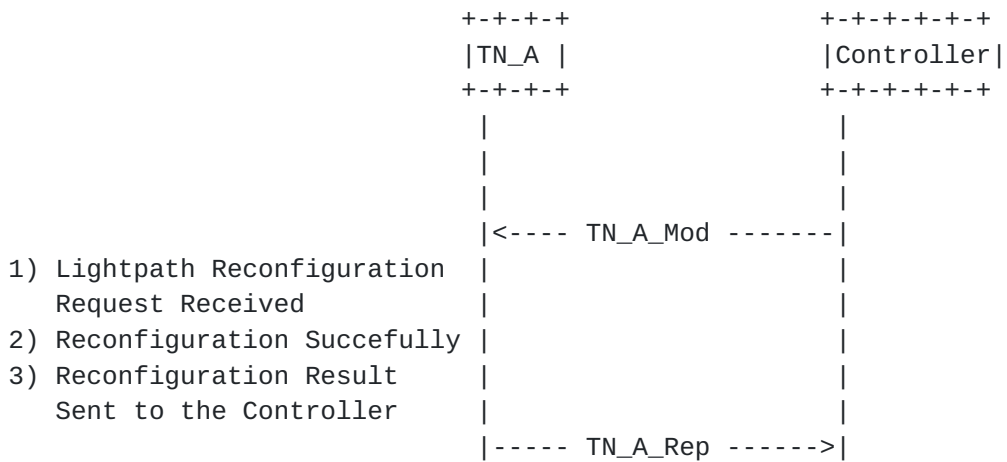 +-+-+-+                +-+-+-+-+-+
|TN_A |                |Controller|
+-+-+-+                +-+-+-+-+-+
|                    |
|                    |
|                    |
|<---- TN_A_Mod -------|
1) Lightpath Reconfiguration  |                    |
Request Received          |                    |
2) Reconfiguration Succefully |                    |
3) Reconfiguration Result     |                    |
Sent to the Controller    |                    |
|----- TN_A_Rep ------>|